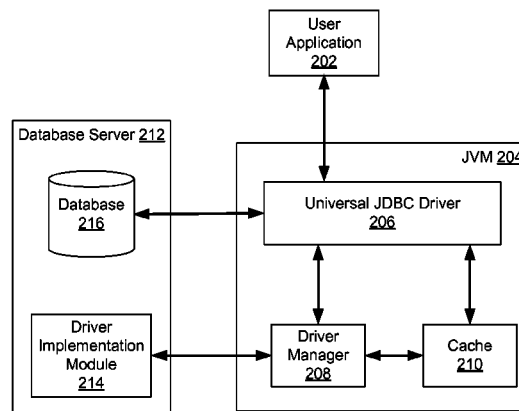 User
Application
202
Database Server 212
JVM 204
Database
216
Universal JDBC Driver
206
Driver
Implementation
Module
214
Driver
Manager
208
Cache
210